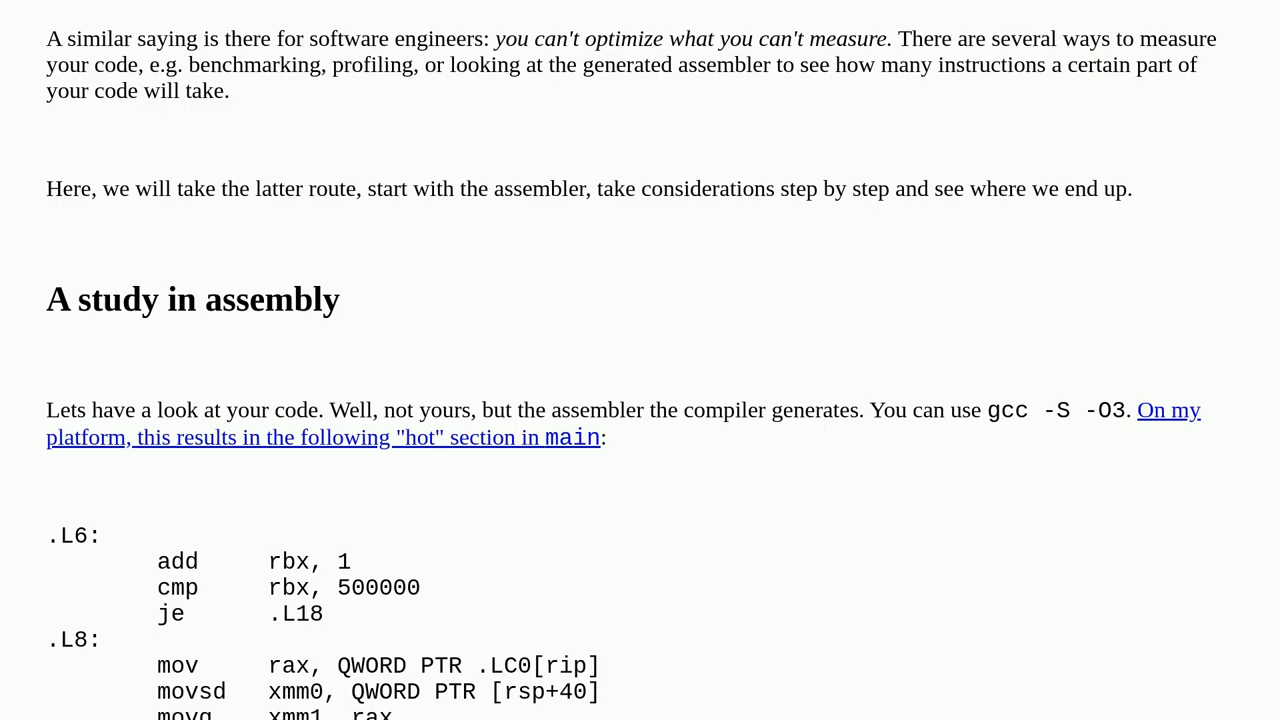 A similar saying is there for software engineers: you can't optimize what you can't measure. There are several ways to measure
your code, e.g. benchmarking, profiling, or looking at the generated assembler to see how many instructions a certain part of
your code will take.
Here, we will take the latter route, start with the assembler, take considerations step by step and see where we end up.
A study in assembly
Lets have a look at your code. Well, not yours, but the assembler the compiler generates. You can use gcc -S -O3. On my
platform, this results in the following "hot" section in main:
.L6:
        add     rbx, 1
        cmp     rbx, 500000
        je      .L18
.L8:
        mov     rax, QWORD PTR .LC0[rip]
        movsd   xmm0, QWORD PTR [rsp+40]
        movq    xmm1, rax